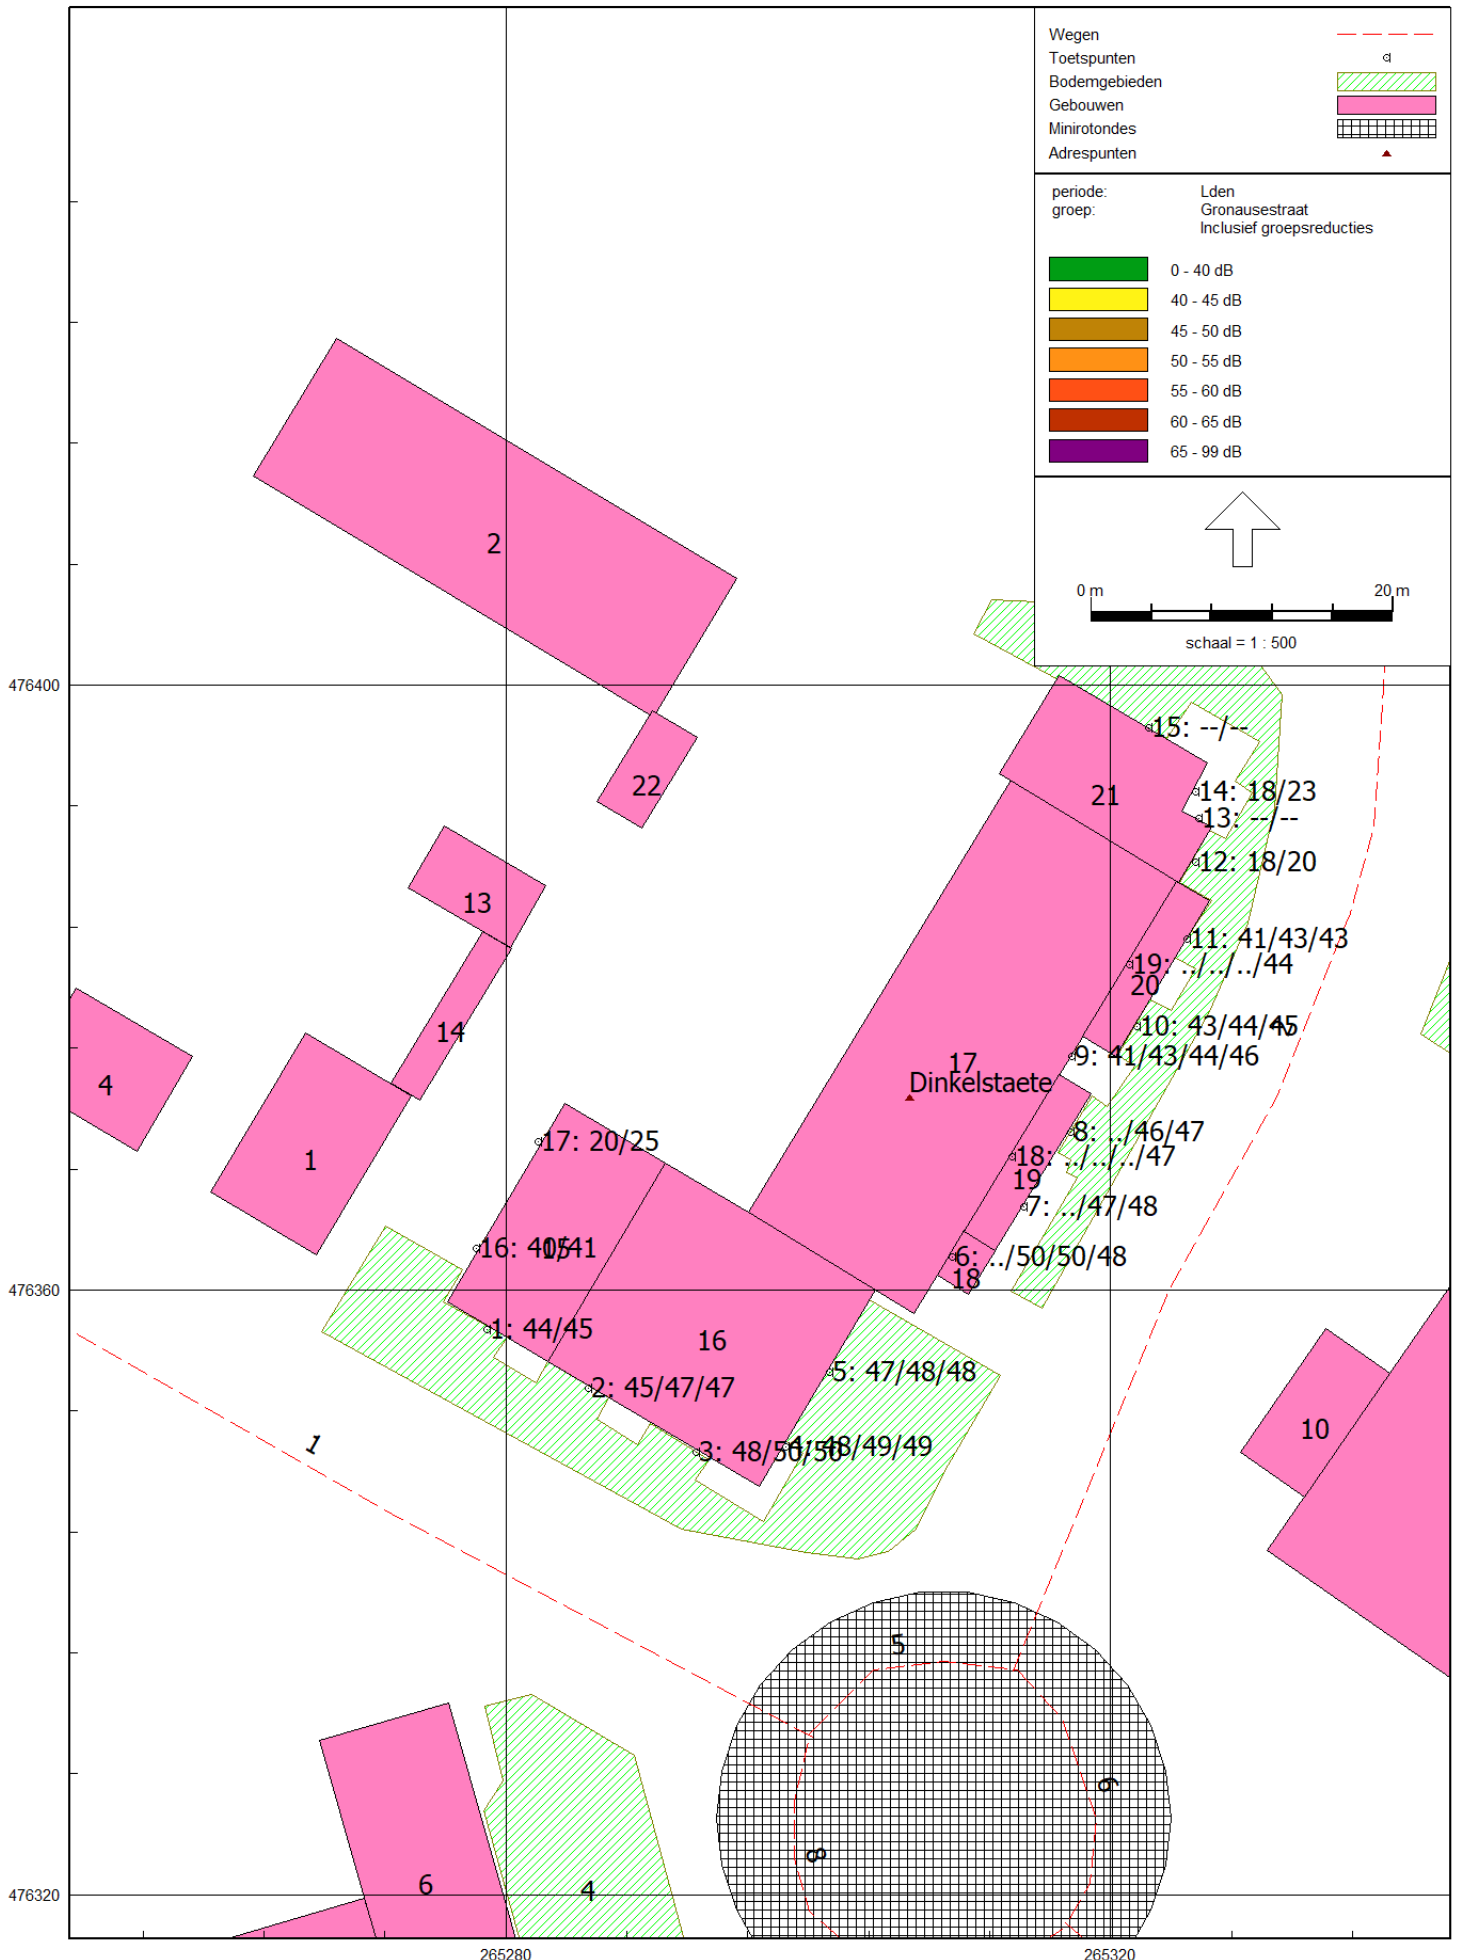 Wegen
Toetspunten
Bodemgebieden
Gebouwen
Minirotondes
Adrespunten
periode: Lden
groep: Gronausestraat
Inclusief groepsreducties
0 - 40 dB
40 - 45 dB
45 - 50 dB
50 - 55 dB
55 - 60 dB
60 - 65 dB
65 - 99 dB
0 m 20 m
schaal = 1 : 500
2
476400
15: --/--
22
21
14: 18/23
13: --/--
12: 18/20
13
11: 41/43/43
19: ../../../44
20
14
10: 43/44/45
9: 41/43/44/46
17
4
Dinkelstaete
8: ../46/47
17: 20/25
18: ../../../47
1
19
7: ../47/48
16: 40/41
15
6: ../50/50/48
18
476360
1: 44/45
16
5: 47/48/48
2: 45/47/47
10
1
3: 48/50/50
4: 48/49/49
5
6
8
6
4
476320
265280
265320